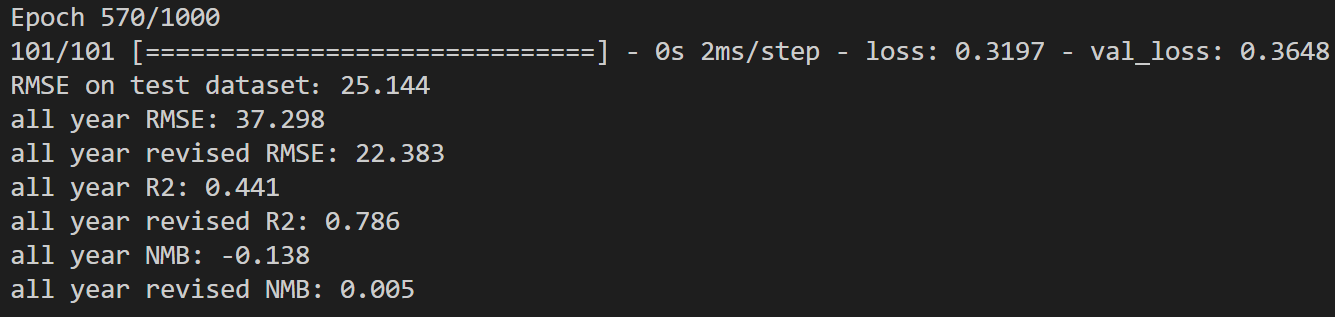 Epoch 570/1000
101/101 [==============================] - 0s 2ms/step - loss: 0.3197 - val_loss: 0.3648
RMSE on test dataset: 25.144
all year RMSE: 37.298
all year revised RMSE: 22.383
all year R2: 0.441
all year revised R2: 0.786
all year NMB: -0.138
all year revised NMB: 0.005